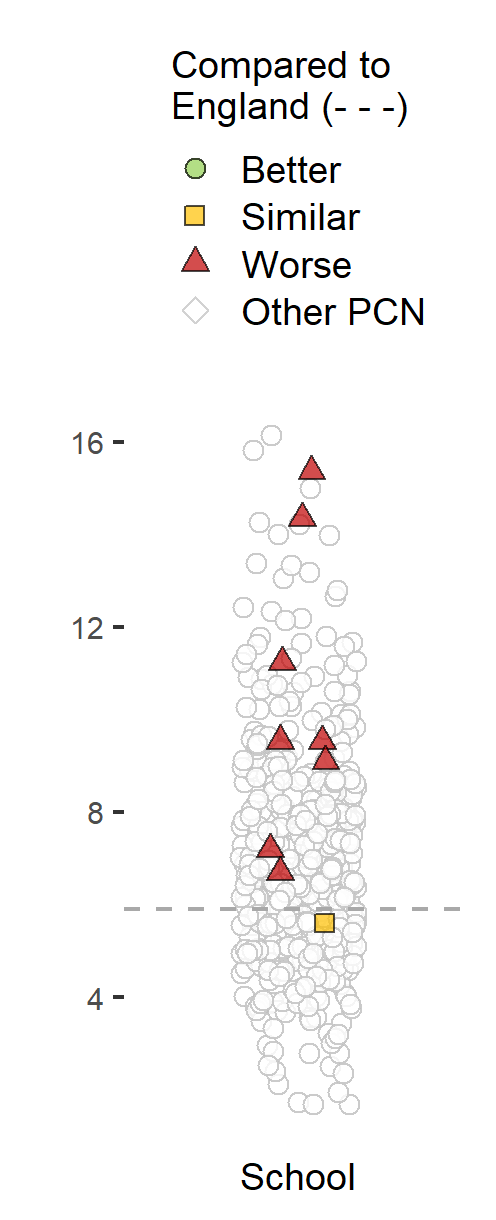 Compared to
England (- - -)
Better
Similar
Worse
Other PCN
16
12
8
4
School